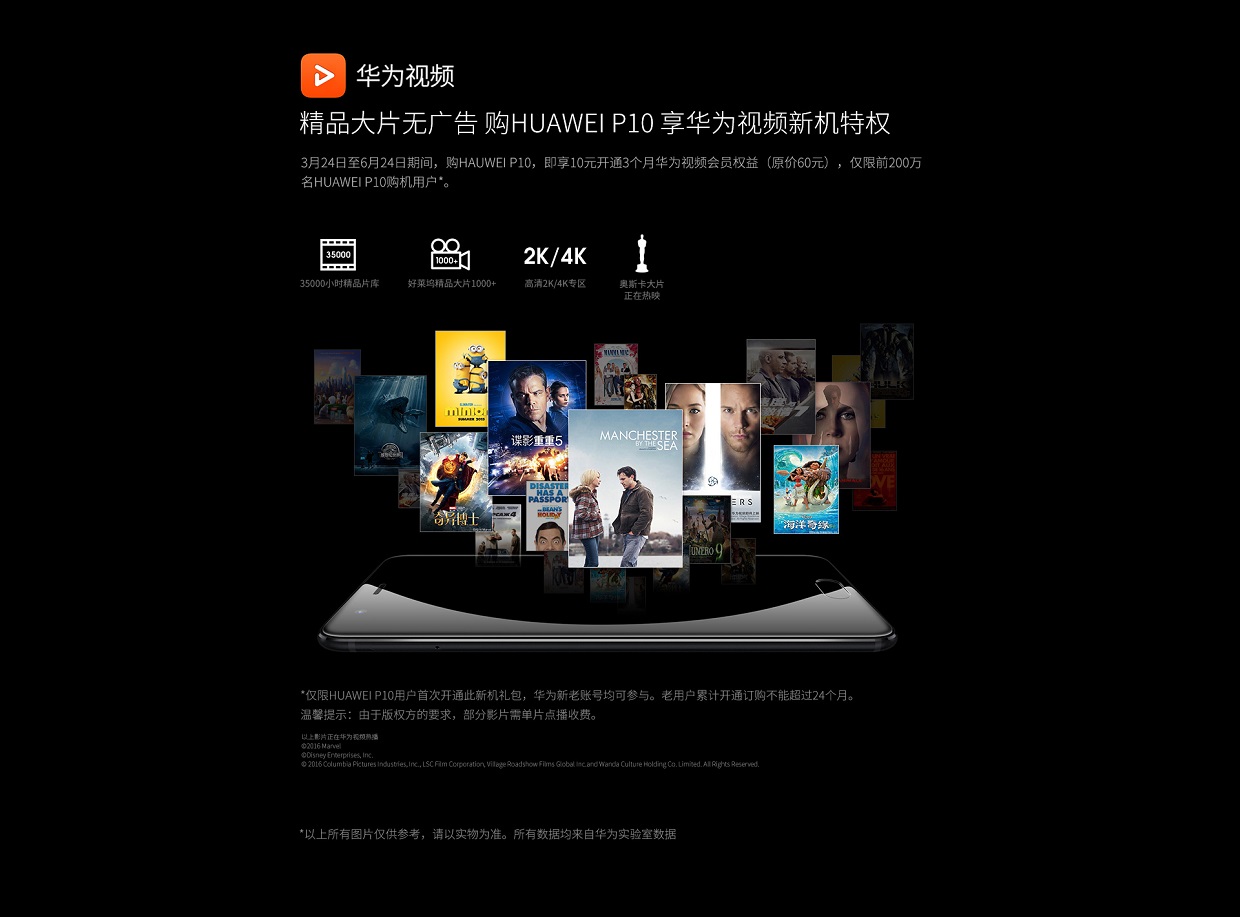 华为视频
精品大片无广告 购HUAWEI P10 享华为视频新机特权
3月24日至6月24日期间，购HAUWEI P10，即享10元开通3个月华为视频会员权益（原价60元），仅限前200万
名HUAWEI P10购机用户*。
35000
1000+
2K/4K
35000小时精品片库
好莱坞精品大片1000+
高清2K/4K专区
奥斯卡大片
正在热映
MAMMA MIA!
谍影重重5
MANCHESTER
BY THE SEA
奇异博士
DISASTER
HAS A
PASSPORT
MR.BEAN'S
HOLIDAY
ERS
海洋奇缘
*仅限HUAWEI P10用户首次开通此新机礼包，华为新老账号均可参与。老用户累计开通订购不能超过24个月。
温馨提示：由于版权方的要求，部分影片需单片点播收费。
以上影片正在华为视频热播
©2016 Marvel
©Disney Enterprises, Inc.
© 2016 Columbia Pictures Industries, Inc., LSC Film Corporation, Village Roadshow Films Global Inc.and Wanda Culture Holding Co. Limited. All Rights Reserved.
*以上所有图片仅供参考，请以实物为准。所有数据均来自华为实验室数据